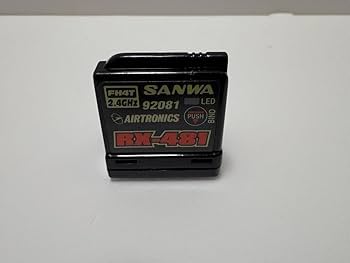 FH4T SANWA
2.4GHz 92081 LED
AIRTRONICS PUSH BIND
RX-481